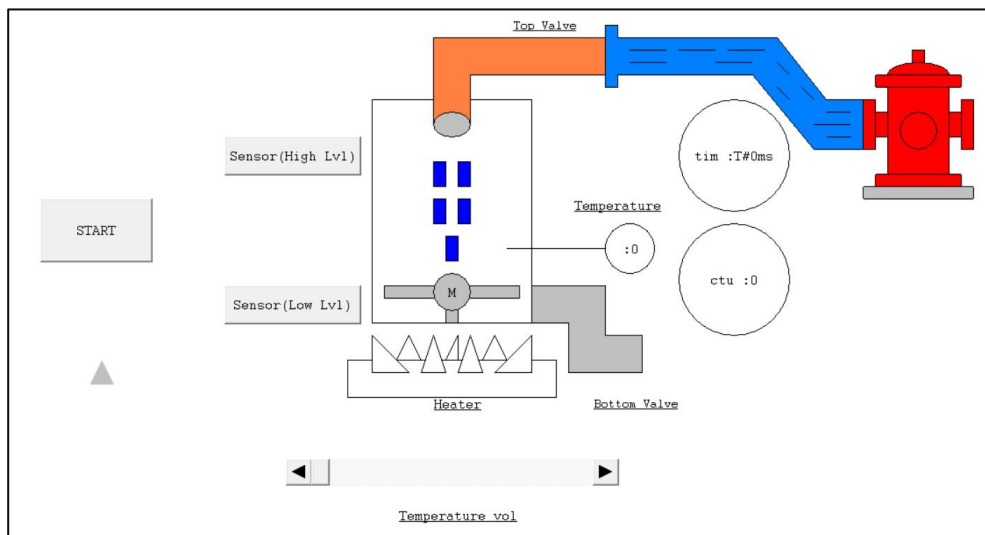 Top Valve
Sensor(High Lvl)
tim :T#0ms
START
Temperature
:0
ctu :0
Sensor(Low Lvl)
M
Heater
Bottom Valve
Temperature vol